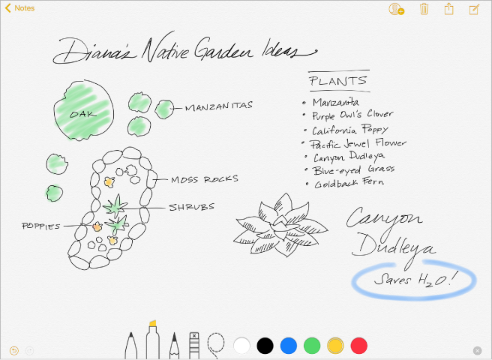 Notes
Diana's Native Garden Ideas
OAK
MANZANITAS
MOSS ROCKS
SHRUBS
POPPIES
PLANTS
• Manzanita
• Purple Owl's Clover
• California Poppy
• Pacific Jewel Flower
• Canyon Dudleya
• Blue-eyed Grass
• Goldback Fern
Canyon
Dudleya
Saves H₂O!